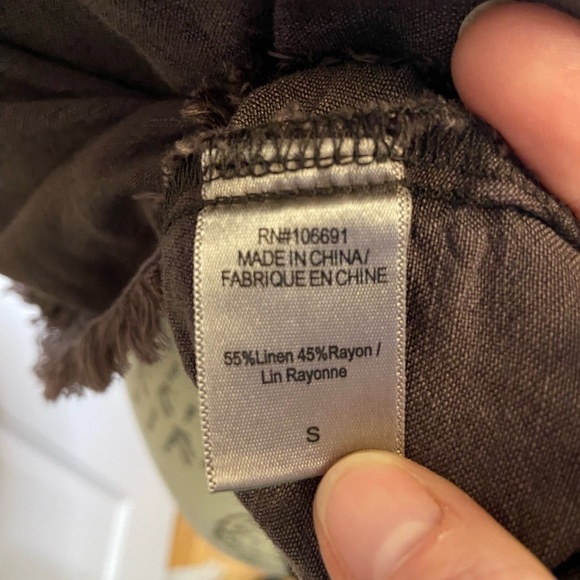 RN#106691
MADE IN CHINA/
FABRIQUE EN CHINE
55%Linen 45%Rayon /
Lin Rayonne
S